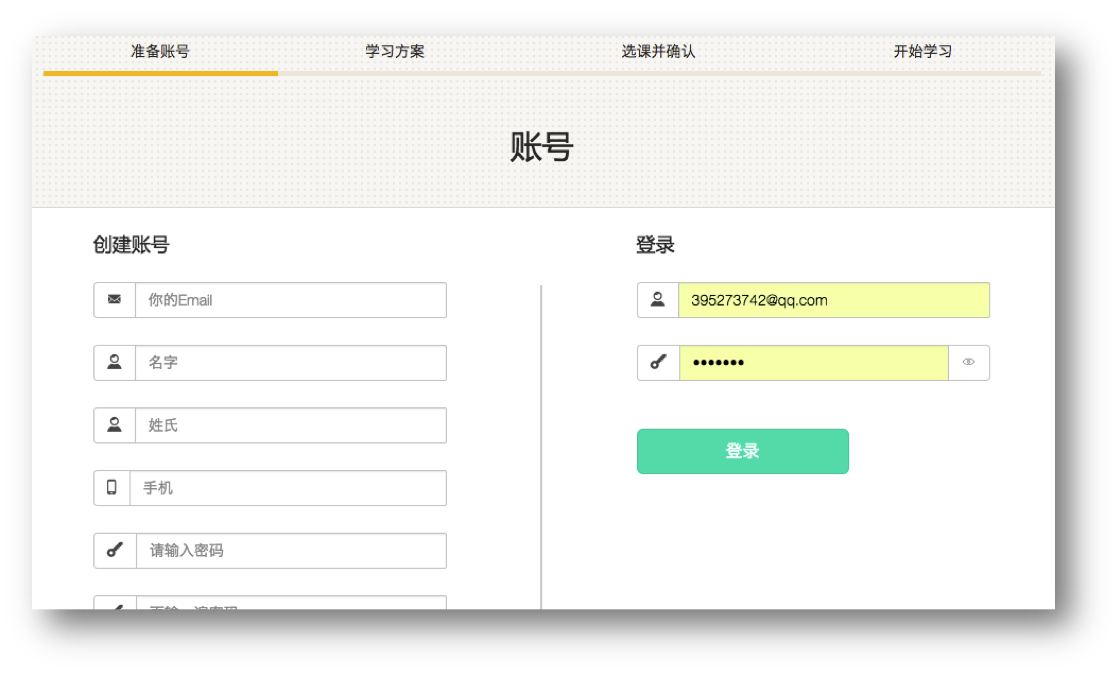 准备账号 学习方案 选课并确认 开始学习
账号
创建账号
你的Email
名字
姓氏
手机
请输入密码
登录
395273742@qq.com
•••••••
登录